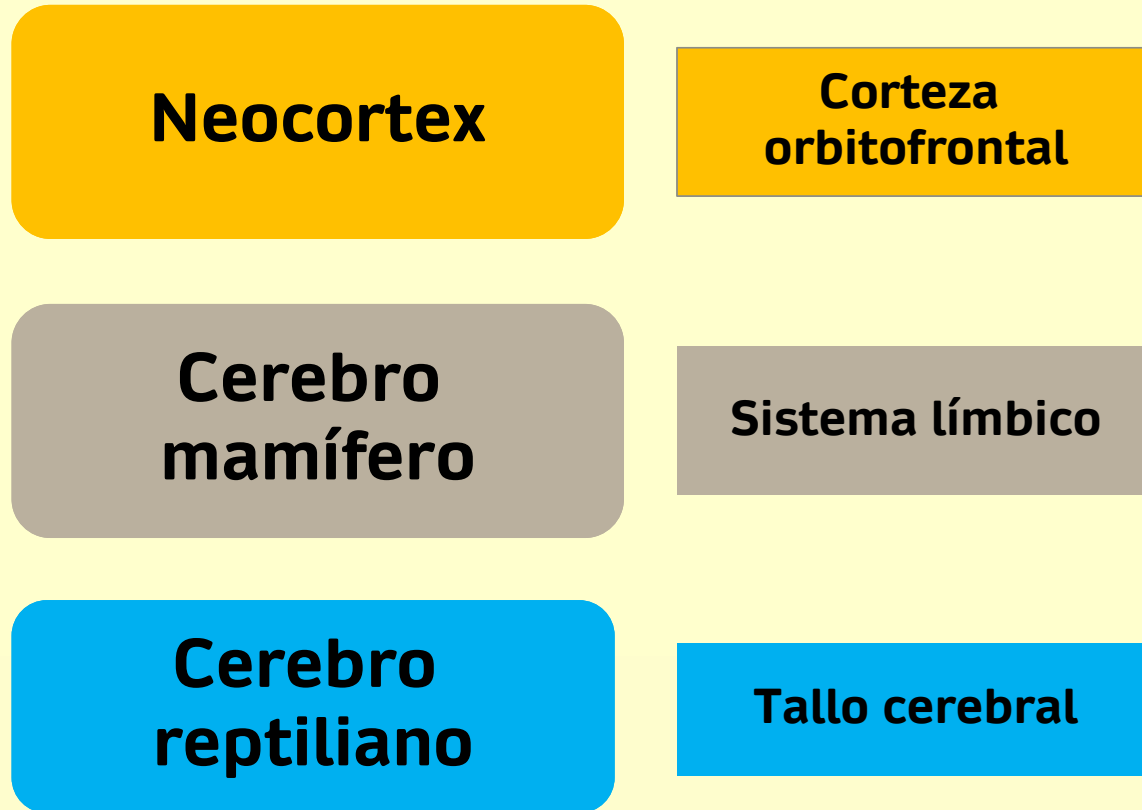 Neocortex
Corteza
orbitofrontal
Cerebro
mamífero
Sistema límbico
Cerebro
reptiliano
Tallo cerebral